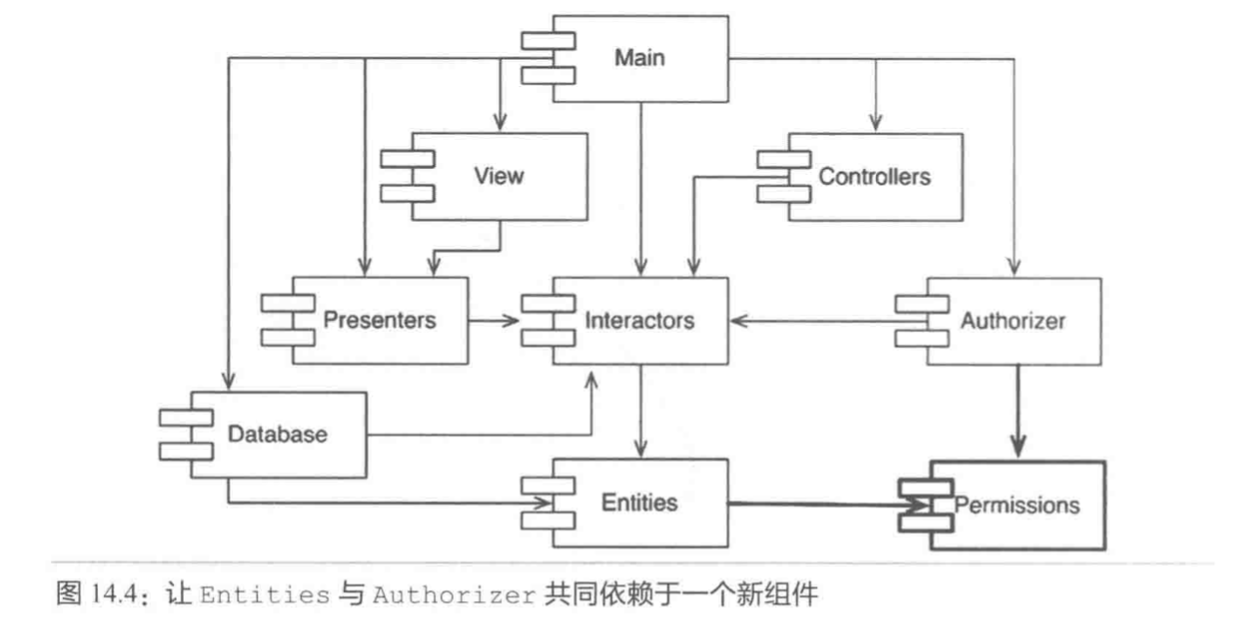 Main
View
Controllers
Presenters
Interactors
Authorizer
Database
Entities
Permissions
图 14.4：让 Entities 与 Authorizer 共同依赖于一个新组件